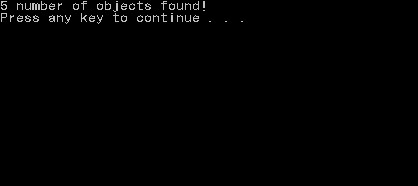 5 number of objects found!
Press any key to continue . . .